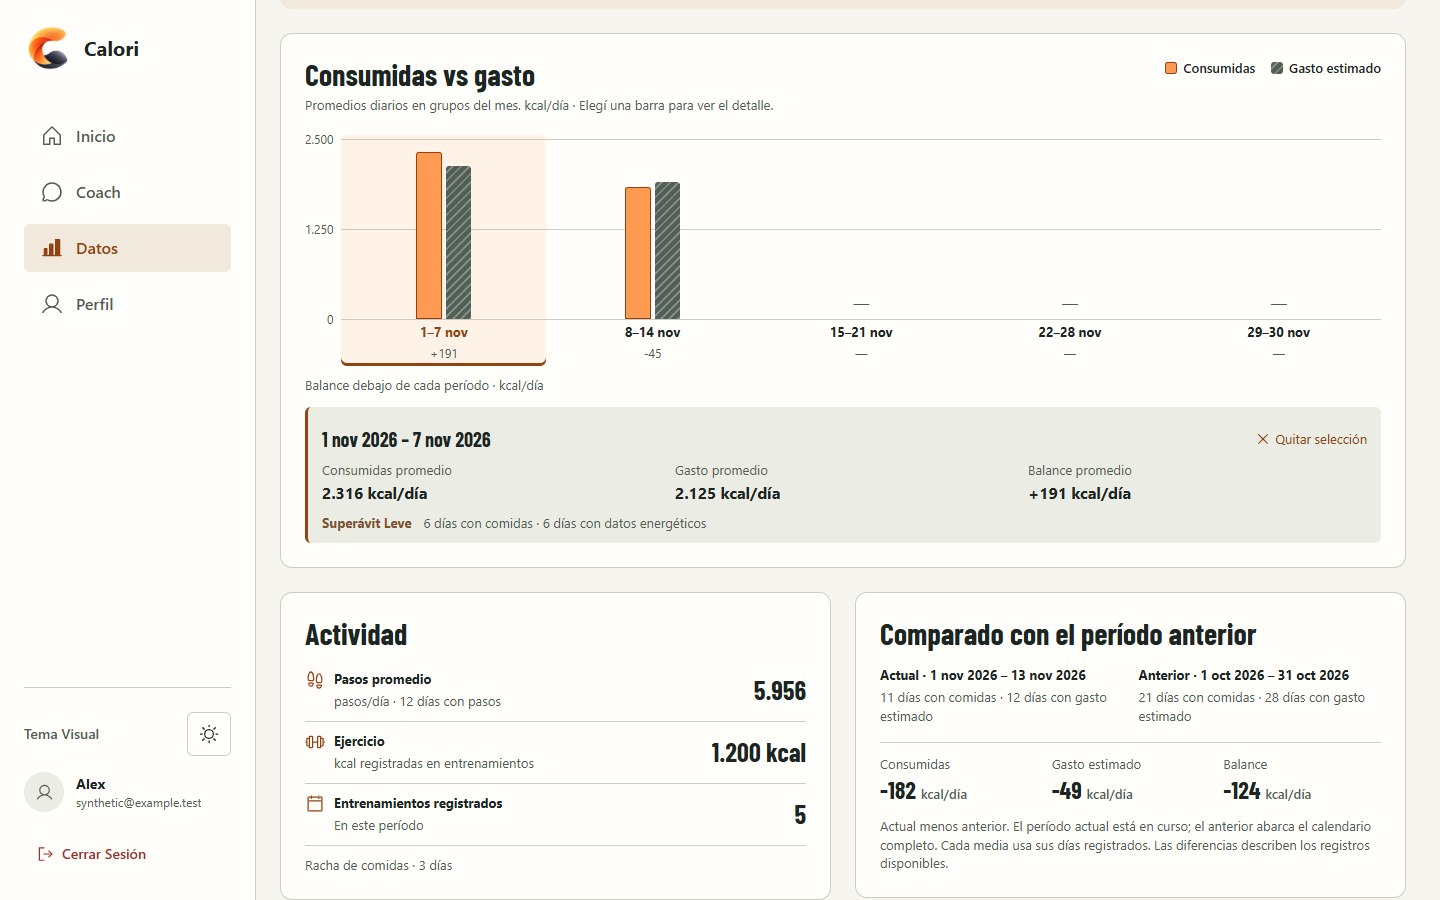 Calori
Inicio
Coach
Datos
Perfil
Tema Visual
Alex
synthetic@example.test
Cerrar Sesión
Consumidas vs gasto
Consumidas
Gasto estimado
Promedios diarios en grupos del mes. kcal/día · Elegí una barra para ver el detalle.
2.500
1.250
0
1–7 nov
8–14 nov
15–21 nov
22–28 nov
29–30 nov
+191
-45
—
—
—
Balance debajo de cada período · kcal/día
1 nov 2026 – 7 nov 2026
Quitar selección
Consumidas promedio
Gasto promedio
Balance promedio
2.316 kcal/día
2.125 kcal/día
+191 kcal/día
Superávit Leve 6 días con comidas · 6 días con datos energéticos
Actividad
Pasos promedio
pasos/día · 12 días con pasos
5.956
Ejercicio
kcal registradas en entrenamientos
1.200 kcal
Entrenamientos registrados
En este período
5
Racha de comidas · 3 días
Comparado con el período anterior
Actual · 1 nov 2026 – 13 nov 2026
11 días con comidas · 12 días con gasto
estimado
Anterior · 1 oct 2026 – 31 oct 2026
21 días con comidas · 28 días con gasto
estimado
Consumidas
-182 kcal/día
Gasto estimado
-49 kcal/día
Balance
-124 kcal/día
Actual menos anterior. El período actual está en curso; el anterior abarca el calendario
completo. Cada media usa sus días registrados. Las diferencias describen los registros
disponibles.